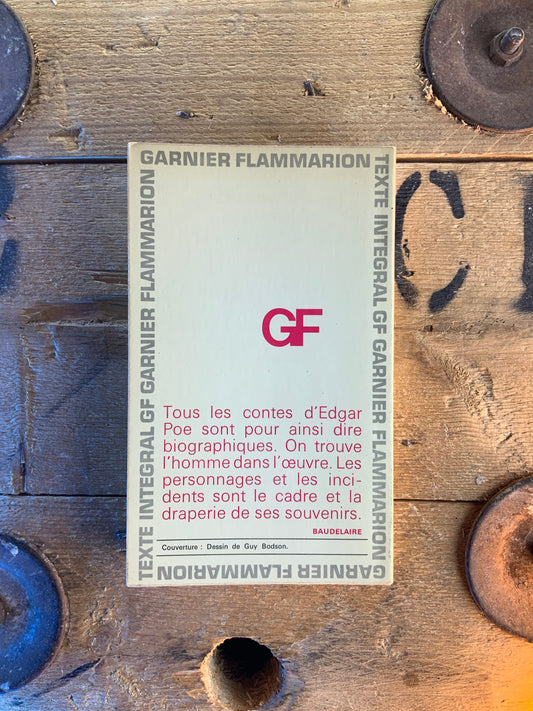 GARNIER FLAMMARION
TEXTE INTEGRAL GF GARNIER FLAMMARION
TEXTE INTEGRAL GF GARNIER FLAMMARION
GF
Tous les contes d'Edgar
Poe sont pour ainsi dire
biographiques. On trouve
l'homme dans l'œuvre. Les
personnages et les inci-
dents sont le cadre et la
draperie de ses souvenirs.
BAUDELAIRE
Couverture : Dessin de Guy Bodson.
GARNIER FLAMMARION